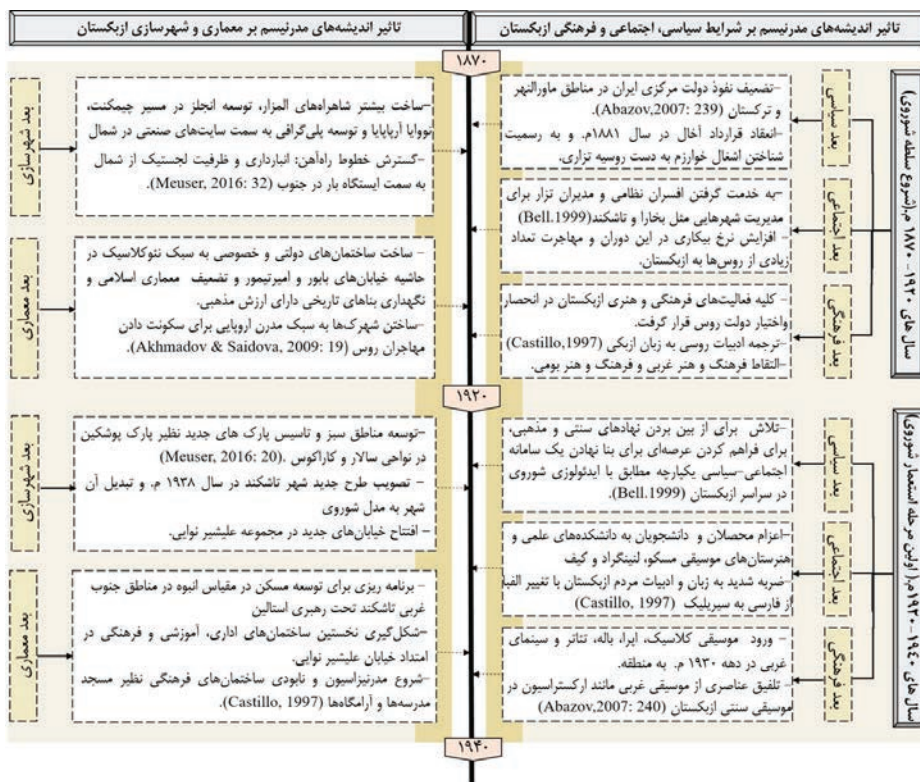 تاثیر اندیشه‌های مدرنیسم بر شرایط سیاسی، اجتماعی و فرهنگی ازبکستان
تاثیر اندیشه‌های مدرنیسم بر معماری و شهرسازی ازبکستان
۱۸۷۰
سال های ۱۹۲۰- ۱۸۷۰ م.(شروع سلطه شوروی)
بعد سیاسی
-تضعیف نفوذ دولت مرکزی ایران در مناطق ماورالنهر
و ترکستان (Abazov,2007: 239).
-انعقاد قرارداد آخال در سال ۱۸۸۱م. و به رسمیت
شناختن اشغال خوارزم به دست روسیه تزاری.
بعد اجتماعی
-به خدمت گرفتن افسران نظامی و مدیران تزار برای
مدیریت شهرهایی مثل بخارا و تاشکند(Bell.1999)
- افزایش نرخ بیکاری در این دوران و مهاجرت تعداد
زیادی از روس‌ها به ازبکستان.
بعد فرهنگی
- کلیه فعالیت‌های فرهنگی و هنری ازبکستان در انحصار
واختیار دولت روس قرار گرفت.
-ترجمه ادبیات روسی به زبان ازبکی (Castillo,1997)
-التقاط فرهنگ و هنر غربی و فرهنگ و هنر بومی.
بعد شهرسازی
-ساخت بیشتر شاهراه‌های المزار، توسعه انجلز در مسیر چیمکنت،
نووایا آریاپایا و توسعه پلی‌گرافی به سمت سایت‌های صنعتی در شمال
-گسترش خطوط راه‌آهن: انبارداری و ظرفیت لجستیک از شمال
به سمت ایستگاه بار در جنوب (Meuser, 2016: 32).
بعد معماری
- ساخت ساختمان‌های دولتی و خصوصی به سبک نئوکلاسیک در
حاشیه خیابان‌های بابور و امیرتیمور و تضعیف معماری اسلامی و
نگهداری بناهای تاریخی دارای ارزش مذهبی.
-ساختن شهرک‌ها به سبک مدرن اروپایی برای سکونت دادن
مهاجران روس (Akhmadov & Saidova, 2009: 19).
۱۹۲۰
سال های ۱۹۴۰-۱۹۲۰م.(اولین مرحله استعمار شوروی)
بعد سیاسی
-تلاش برای از بین بردن نهادهای سنتی و مذهبی،
برای فراهم کردن عرصه‌ای برای بنا نهادن یک سامانه
اجتماعی-سیاسی یکپارچه مطابق با ایدئولوژی شوروی
در سراسر ازبکستان (Bell.1999).
بعد اجتماعی
-اعزام محصلان و دانشجویان به دانشکده‌های علمی و
هنرستان‌های موسیقی مسکو، لنینگراد و کیف
-ضربه شدید به زبان و ادبیات مردم ازبکستان با تغییر الفبا
از فارسی به سیریلیک (Castillo, 1997)
بعد فرهنگی
- ورود موسیقی کلاسیک، اپرا، باله، تئاتر و سینمای
غربی در دهه ۱۹۳۰ م. به منطقه.
- تلفیق عناصری از موسیقی غربی مانند ارکستراسیون در
موسیقی سنتی ازبکستان (Abazov,2007: 240)
بعد شهرسازی
-توسعه مناطق سبز و تاسیس پارک های جدید نظیر پارک پوشکین
در نواحی سالار و کاراکوس .(Meuser, 2016: 20)
- تصویب طرح جدید شهر تاشکند در سال ۱۹۳۸ م. و تبدیل آن
شهر به مدل شوروی
- افتتاح خیابان‌های جدید در مجموعه علیشیر نوایی.
بعد معماری
- برنامه ریزی برای توسعه مسکن در مقیاس انبوه در مناطق جنوب
غربی تاشکند تحت رهبری استالین
-شکل‌گیری نخستین ساختمان‌های اداری، آموزشی و فرهنگی در
امتداد خیابان علیشیر نوایی.
-شروع مدرنیزاسیون و نابودی ساختمان‌های فرهنگی نظیر مسجد
مدرسه‌ها و آرامگاه‌ها (Castillo, 1997).
۱۹۴۰